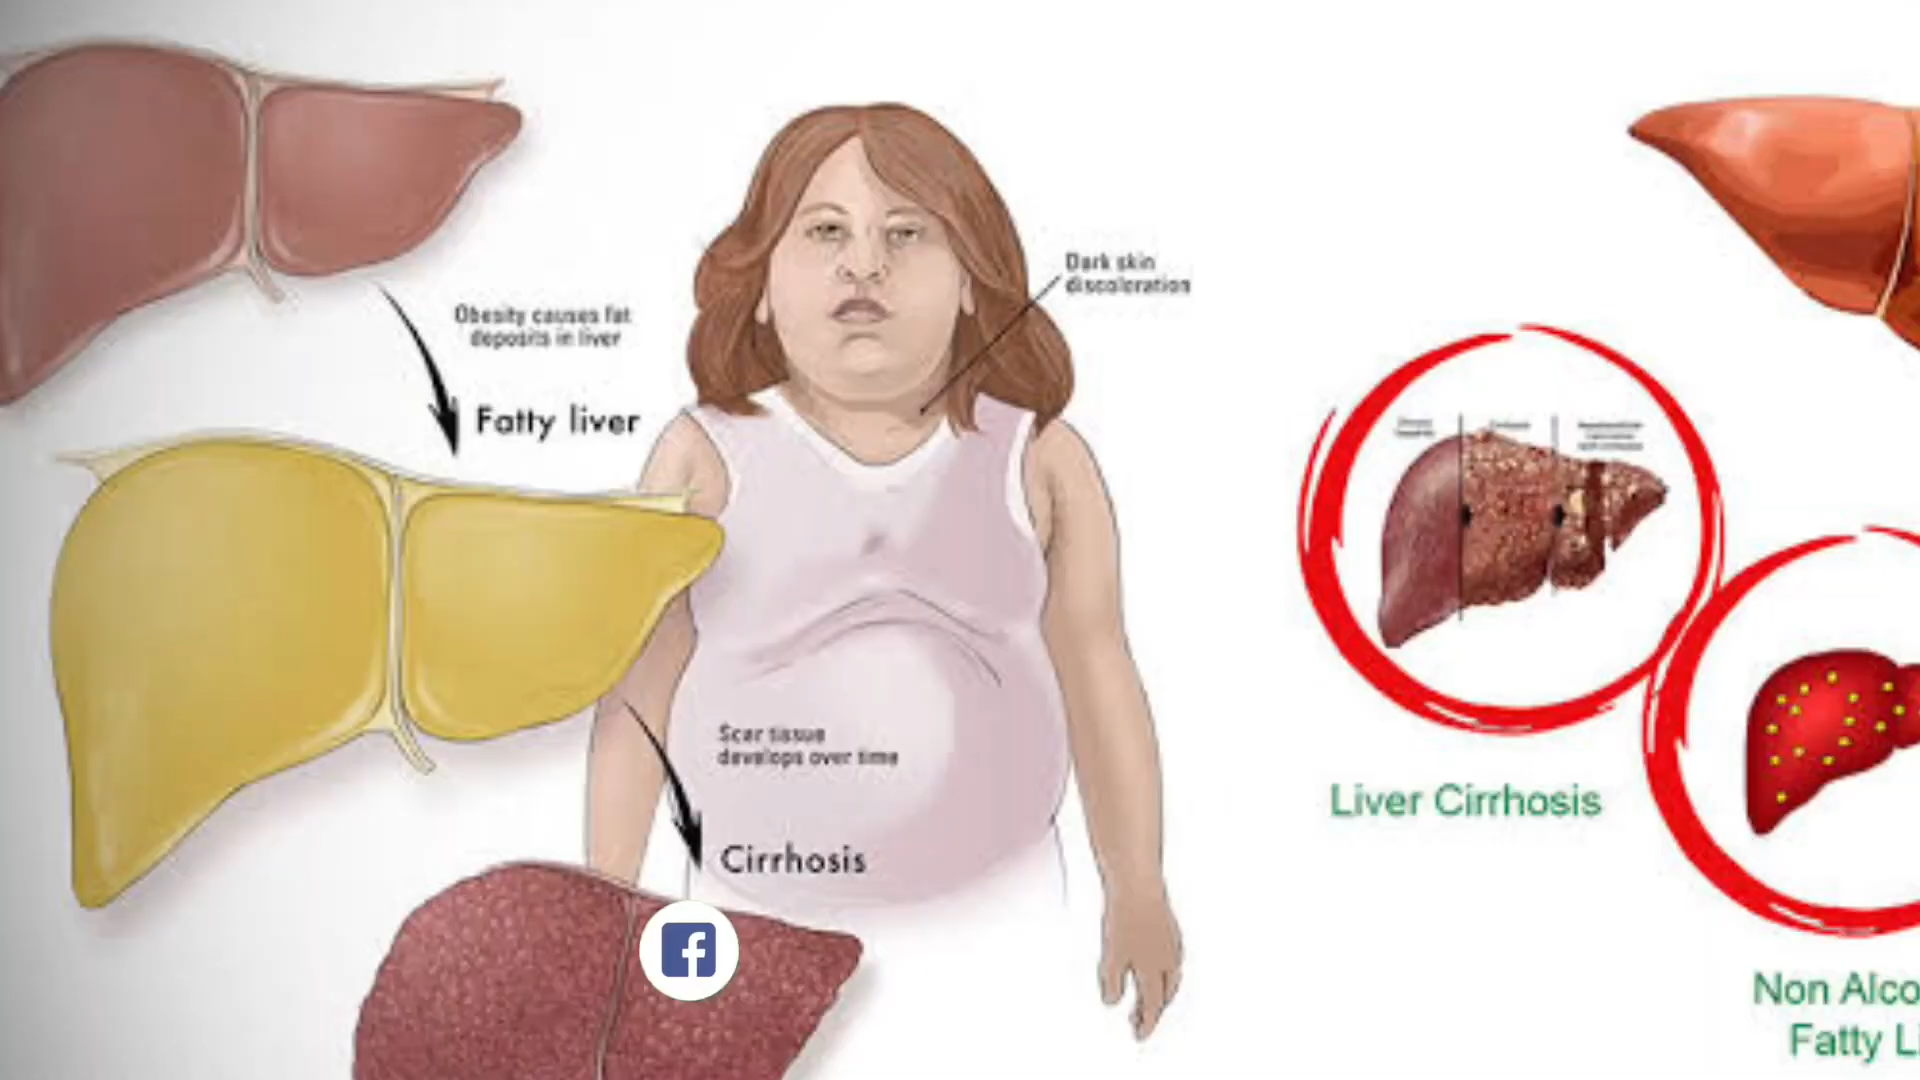 Dark skin
discoloration
Obesity causes fat
deposits in liver
Fatty liver
Scar tissue
develops over time
Cirrhosis
Liver Cirrhosis
Non Alco
Fatty Li